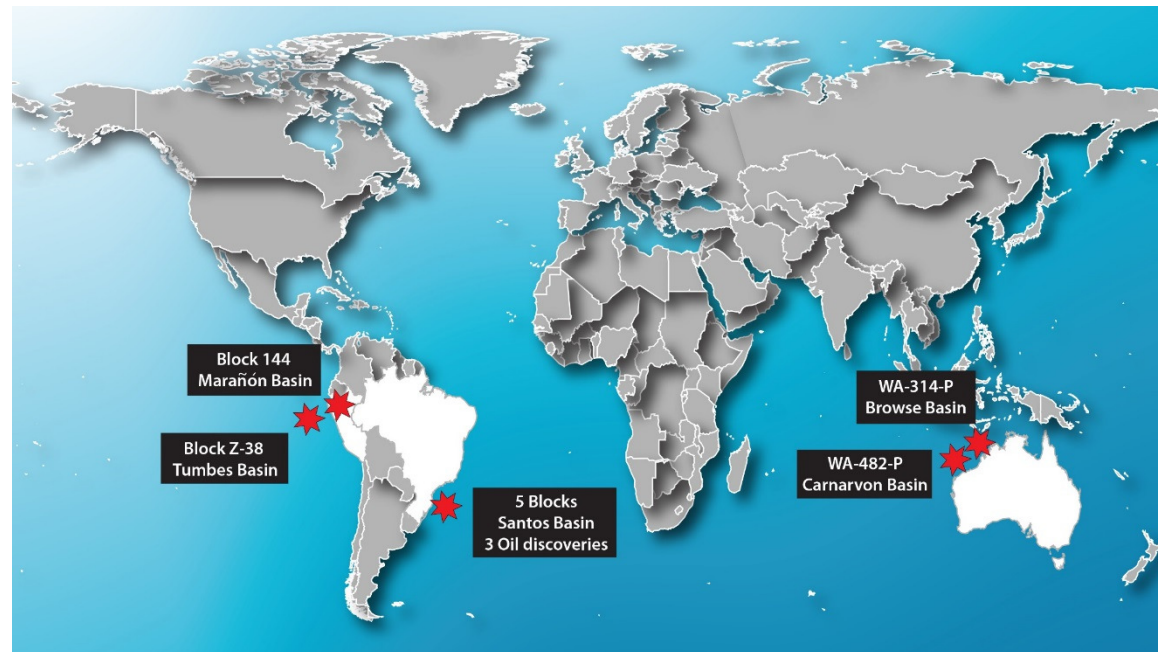 Block 144
Marañón Basin
Block Z-38
Tumbes Basin
5 Blocks
Santos Basin
3 Oil discoveries
WA-314-P
Browse Basin
WA-482-P
Carnarvon Basin